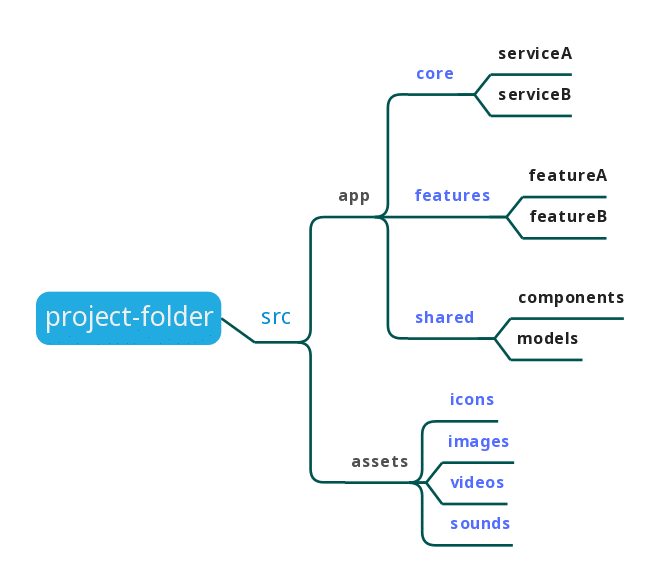 project-folder
src
app
core
serviceA
serviceB
features
featureA
featureB
shared
components
models
assets
icons
images
videos
sounds